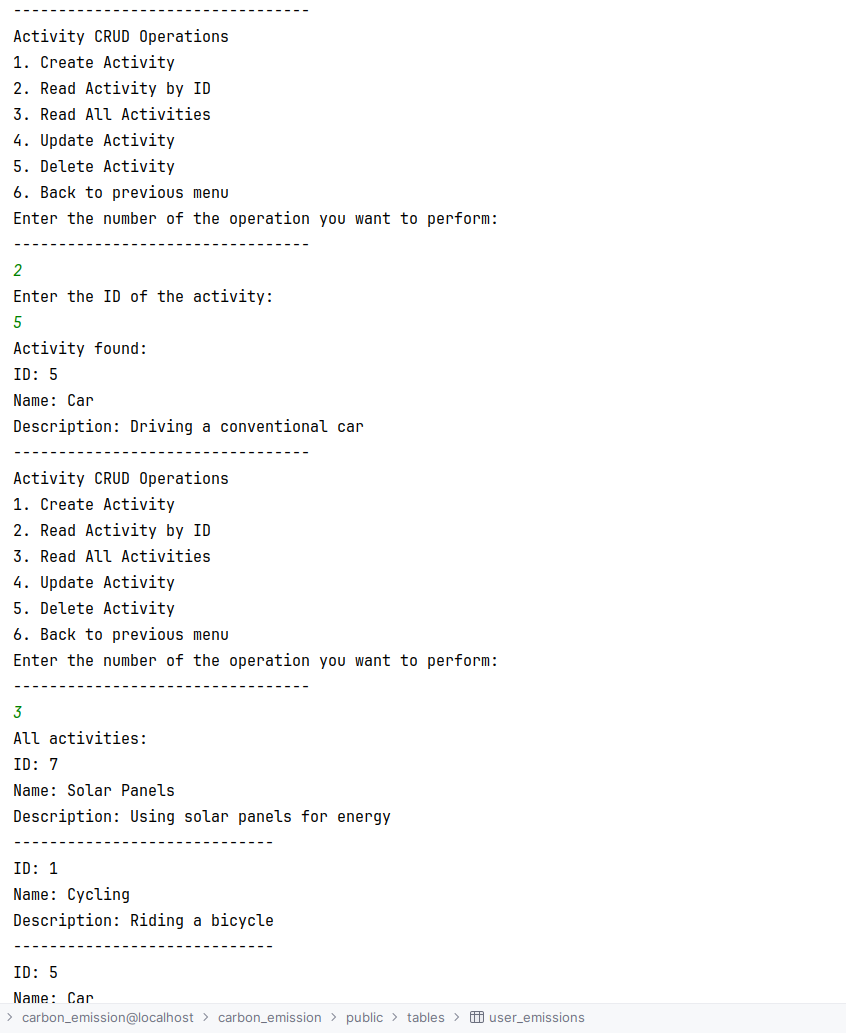 ---------------------------------
Activity CRUD Operations
1. Create Activity
2. Read Activity by ID
3. Read All Activities
4. Update Activity
5. Delete Activity
6. Back to previous menu
Enter the number of the operation you want to perform:
---------------------------------
2
Enter the ID of the activity:
5
Activity found:
ID: 5
Name: Car
Description: Driving a conventional car
---------------------------------
Activity CRUD Operations
1. Create Activity
2. Read Activity by ID
3. Read All Activities
4. Update Activity
5. Delete Activity
6. Back to previous menu
Enter the number of the operation you want to perform:
---------------------------------
3
All activities:
ID: 7
Name: Solar Panels
Description: Using solar panels for energy
-----------------------------
ID: 1
Name: Cycling
Description: Riding a bicycle
-----------------------------
ID: 5
Name: Car
> carbon_emission@localhost > carbon_emission > public > tables > user_emissions